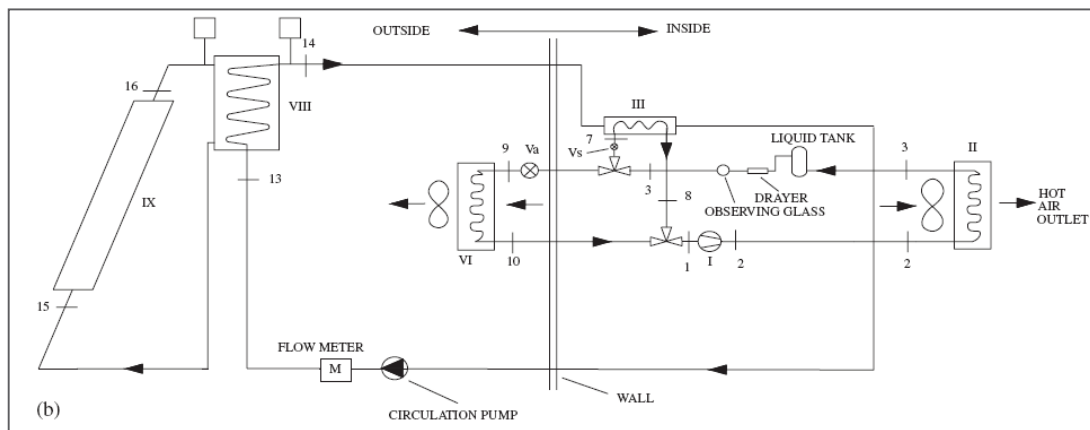 OUTSIDE
INSIDE
14
16
VIII
III
LIQUID TANK
7
Vs
9
Va
3
3
II
13
IX
8
DRAYER
OBSERVING GLASS
HOT
AIR
OUTLET
VI
10
1
I
2
2
15
FLOW METER
M
WALL
CIRCULATION PUMP
(b)